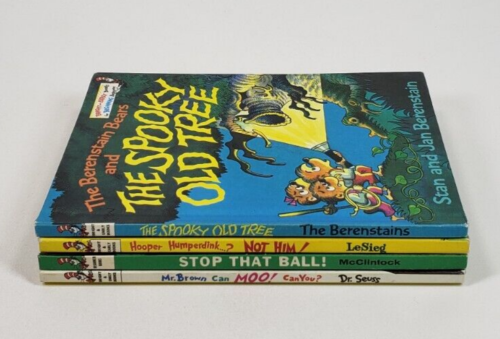 The Berenstain Bears
and
THE SPOOKY
OLD TREE
Stan and Jan Berenstain
THE SPOOKY OLD TREE The Berenstains
Hooper Humperdink..? NOT HIM! LeSieg
STOP THAT BALL! McClintock
Mr. Brown Can MOO! Can You? Dr. Seuss